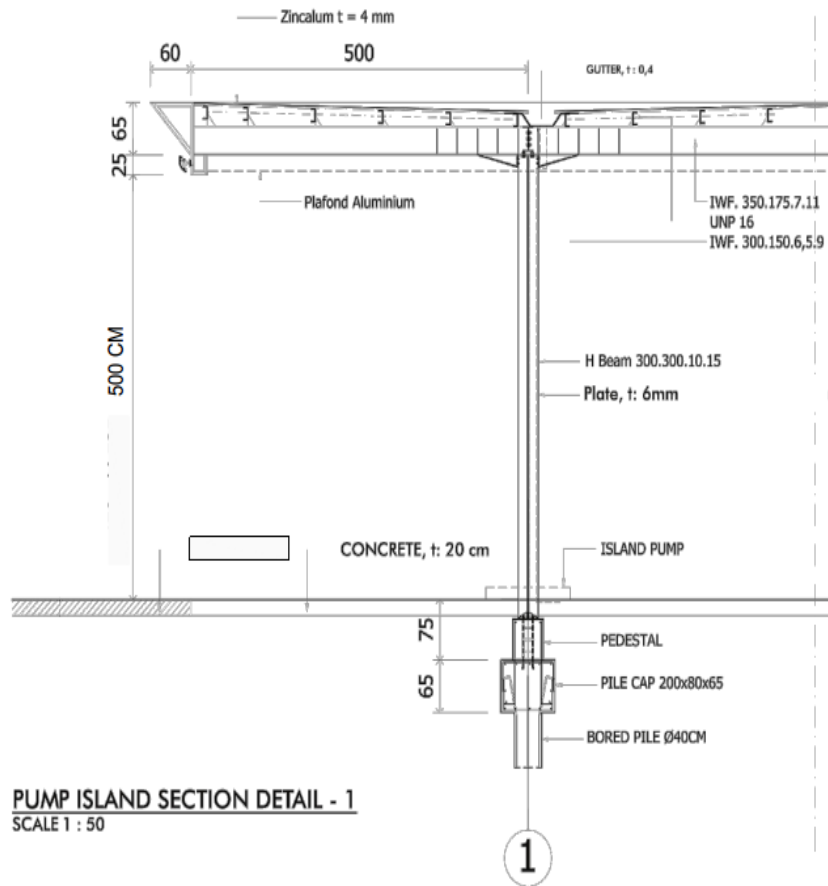 Zincalum t = 4 mm
60
500
GUTTER, t : 0,4
65
25
Plafond Aluminium
IWF. 350.175.7.11
UNP 16
IWF. 300.150.6,5.9
500 CM
H Beam 300.300.10.15
Plate, t: 6mm
CONCRETE, t: 20 cm
ISLAND PUMP
75
PEDESTAL
65
PILE CAP 200x80x65
BORED PILE Ø40CM
PUMP ISLAND SECTION DETAIL - 1
SCALE 1 : 50
1